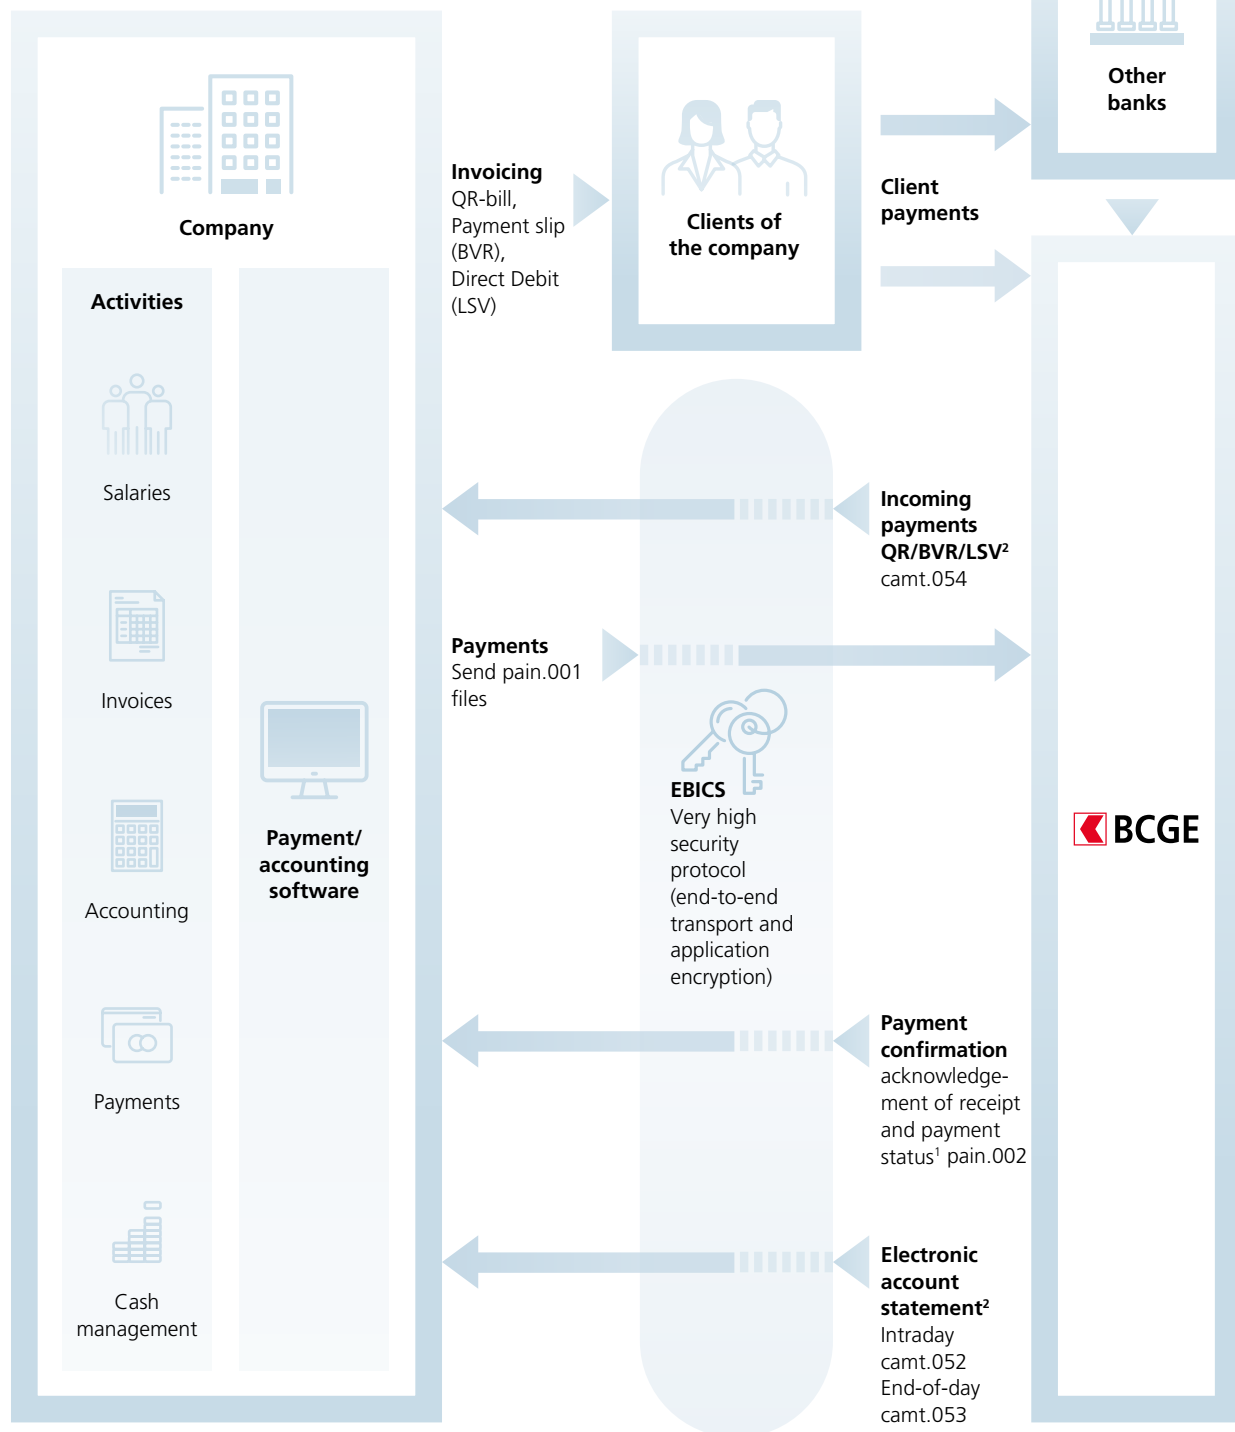 Company
Activities
Salaries
Invoices
Accounting
Payments
Cash
management
Payment/
accounting
software
Invoicing
QR-bill,
Payment slip
(BVR),
Direct Debit
(LSV)
Clients of
the company
Client
payments
Other
banks
Incoming
payments
QR/BVR/LSV²
camt.054
Payments
Send pain.001
files
EBICS
Very high
security
protocol
(end-to-end
transport and
application
encryption)
BCGE
Payment
confirmation
acknowledge-
ment of receipt
and payment
status¹ pain.002
Electronic
account
statement²
Intraday
camt.052
End-of-day
camt.053